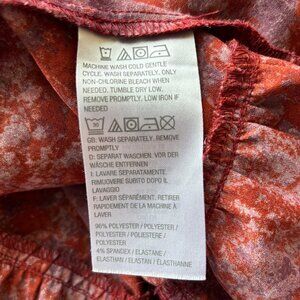 MACHINE WASH COLD GENTLE
CYCLE. WASH SEPARATELY. ONLY
NON-CHLORINE BLEACH WHEN
NEEDED. TUMBLE DRY LOW.
REMOVE PROMPTLY. LOW IRON IF
NEEDED
GB: WASH SEPARATELY. REMOVE
PROMPTLY
D: SEPARAT WASCHEN. VOR DER
WÄSCHE ENTFERNEN
I: LAVARE SEPARATAMENTE.
RIMUOVERE SUBITO DOPO IL
LAVAGGIO
F: LAVER SÉPARÉMENT. RETIRER
RAPIDEMENT DE LA MACHINE À
LAVER
96% POLYESTER / POLYESTER /
POLYESTER / POLIESTERE /
POLYESTER
4% SPANDEX / ELASTANE /
ELASTHAN / ELASTAN / ÉLASTHANNE